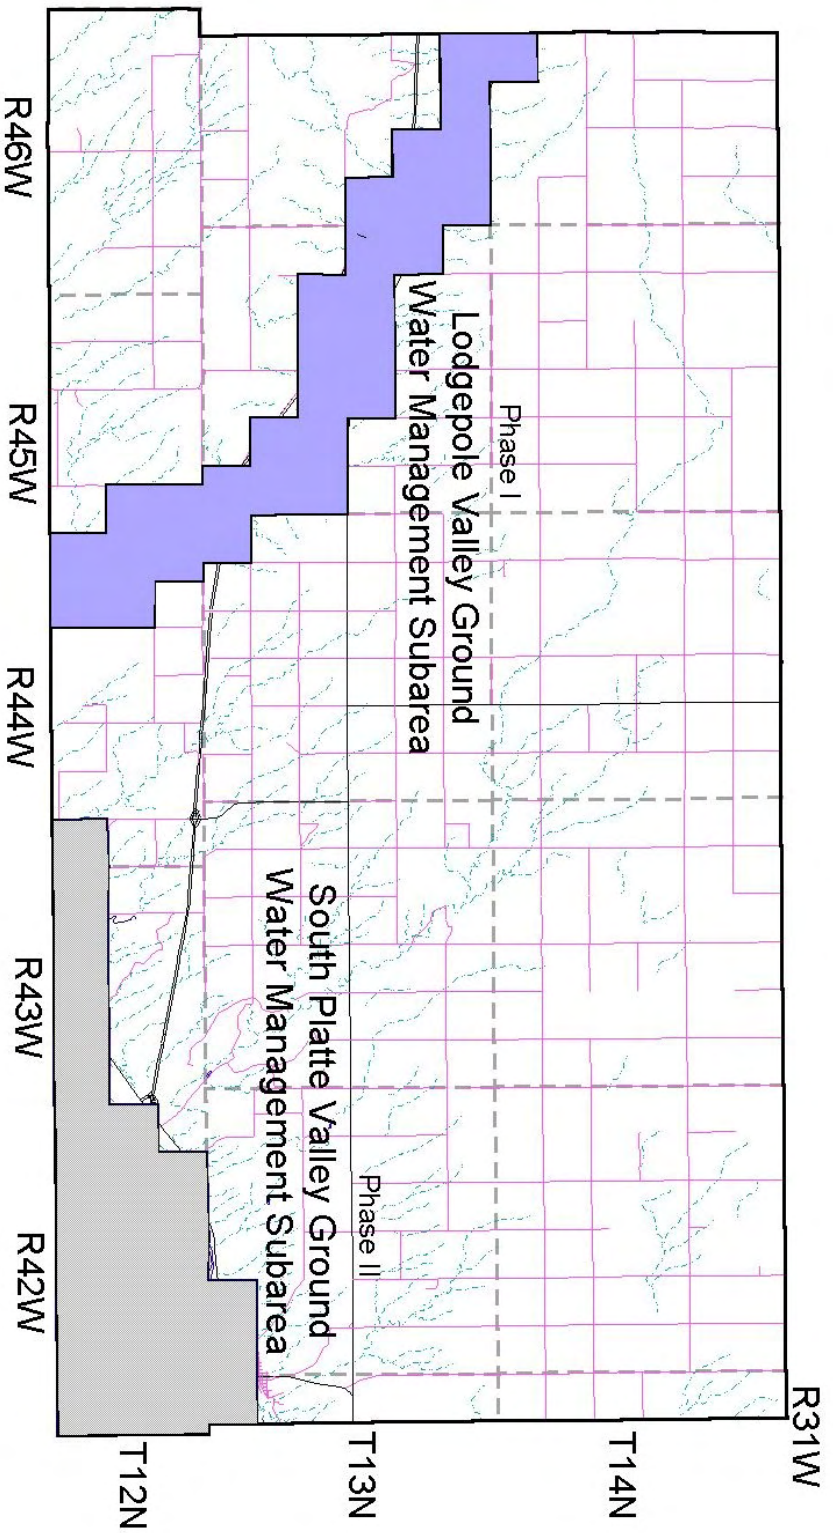 R31W
T14N
T13N
T12N
Phase I
Lodgepole Valley Ground
Water Management Subarea
Phase II
South Platte Valley Ground
Water Management Subarea
R46W
R45W
R44W
R43W
R42W